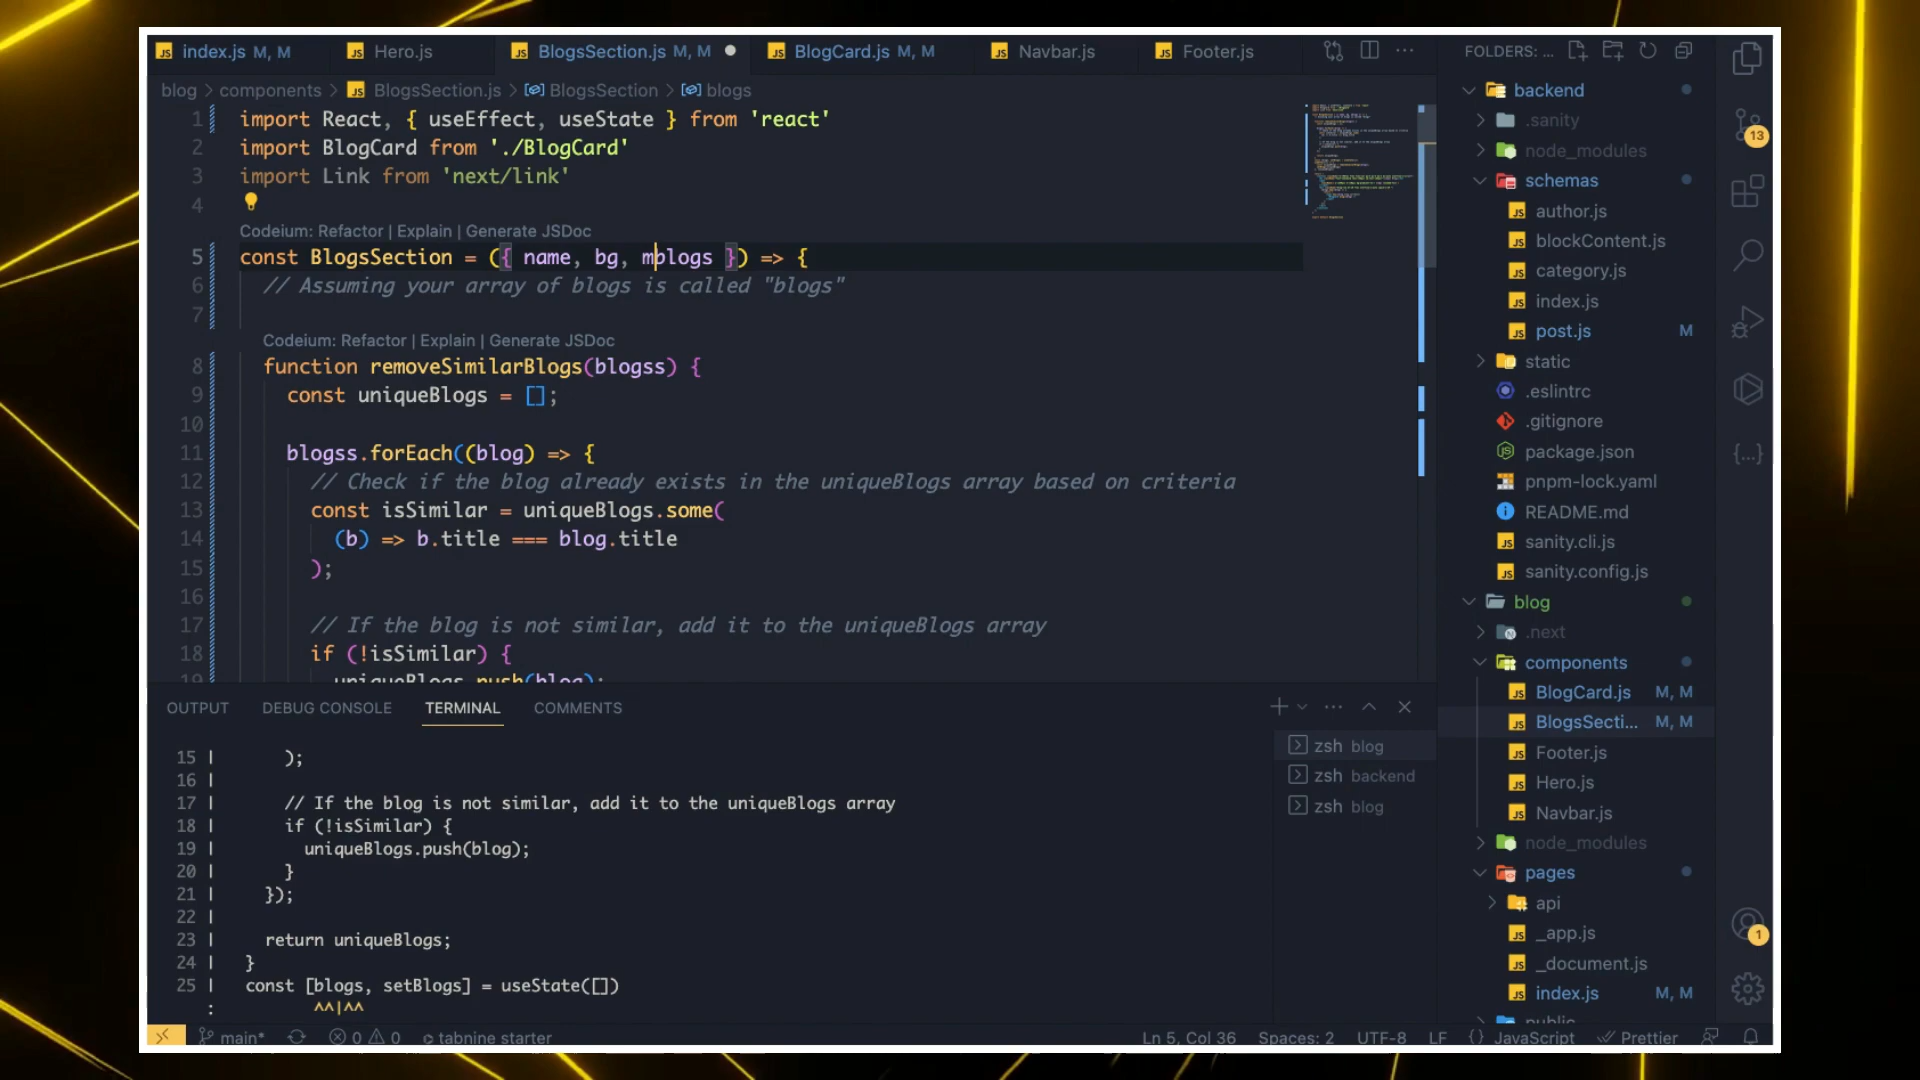 index.js M, M
Hero.js
BlogsSection.js M, M
BlogCard.js M, M
Navbar.js
Footer.js
blog > components > BlogsSection.js > BlogsSection > blogs
1 import React, { useEffect, useState } from 'react'
2 import BlogCard from './BlogCard'
3 import Link from 'next/link'
4
Codeium: Refactor | Explain | Generate JSDoc
5 const BlogsSection = ({ name, bg, mblogs }) => {
6 // Assuming your array of blogs is called "blogs"
7
Codeium: Refactor | Explain | Generate JSDoc
8 function removeSimilarBlogs(blogss) {
9 const uniqueBlogs = [];
10
11 blogss.forEach((blog) => {
12 // Check if the blog already exists in the uniqueBlogs array based on criteria
13 const isSimilar = uniqueBlogs.some(
14 (b) => b.title === blog.title
15 );
16
17 // If the blog is not similar, add it to the uniqueBlogs array
18 if (!isSimilar) {
19 uniqueBlogs.push(blog);
OUTPUT
DEBUG CONSOLE
TERMINAL
COMMENTS
15 | );
16 |
17 | // If the blog is not similar, add it to the uniqueBlogs array
18 | if (!isSimilar) {
19 | uniqueBlogs.push(blog);
20 | }
21 | });
22 |
23 | return uniqueBlogs;
24 | }
25 | const [blogs, setBlogs] = useState([])
: ^^|^^
zsh blog
zsh backend
zsh blog
FOLDERS: ...
backend
.sanity
node_modules
schemas
author.js
blockContent.js
category.js
index.js
post.js M
static
.eslintrc
.gitignore
package.json
pnpm-lock.yaml
README.md
sanity.cli.js
sanity.config.js
blog
.next
components
BlogCard.js M, M
BlogsSecti... M, M
Footer.js
Hero.js
Navbar.js
node_modules
pages
api
_app.js
_document.js
index.js M, M
public
13
1
main*
0 0
tabnine starter
Ln 5, Col 36
Spaces: 2
UTF-8
LF
{} JavaScript
Prettier